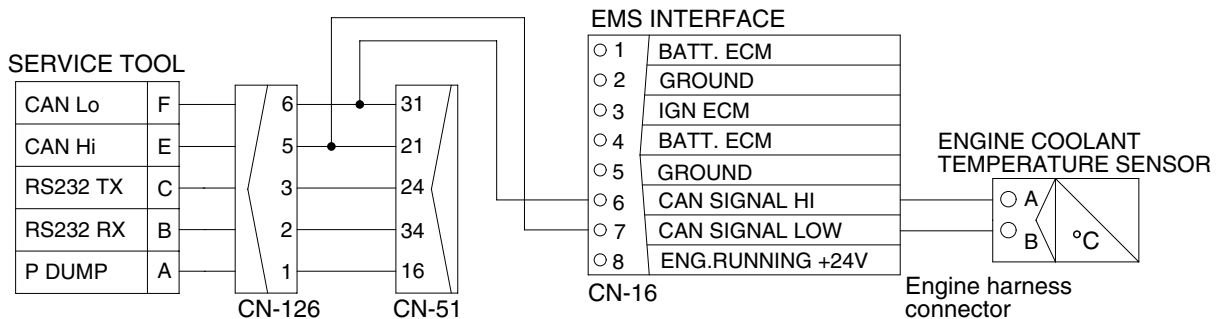 SERVICE TOOL
CAN Lo F
CAN Hi E
RS232 TX C
RS232 RX B
P DUMP A
6
5
3
2
1
CN-126
31
21
24
34
16
CN-51
EMS INTERFACE
1 BATT. ECM
2 GROUND
3 IGN ECM
4 BATT. ECM
5 GROUND
6 CAN SIGNAL HI
7 CAN SIGNAL LOW
8 ENG.RUNNING +24V
CN-16
ENGINE COOLANT
TEMPERATURE SENSOR
A
B
°C
Engine harness
connector